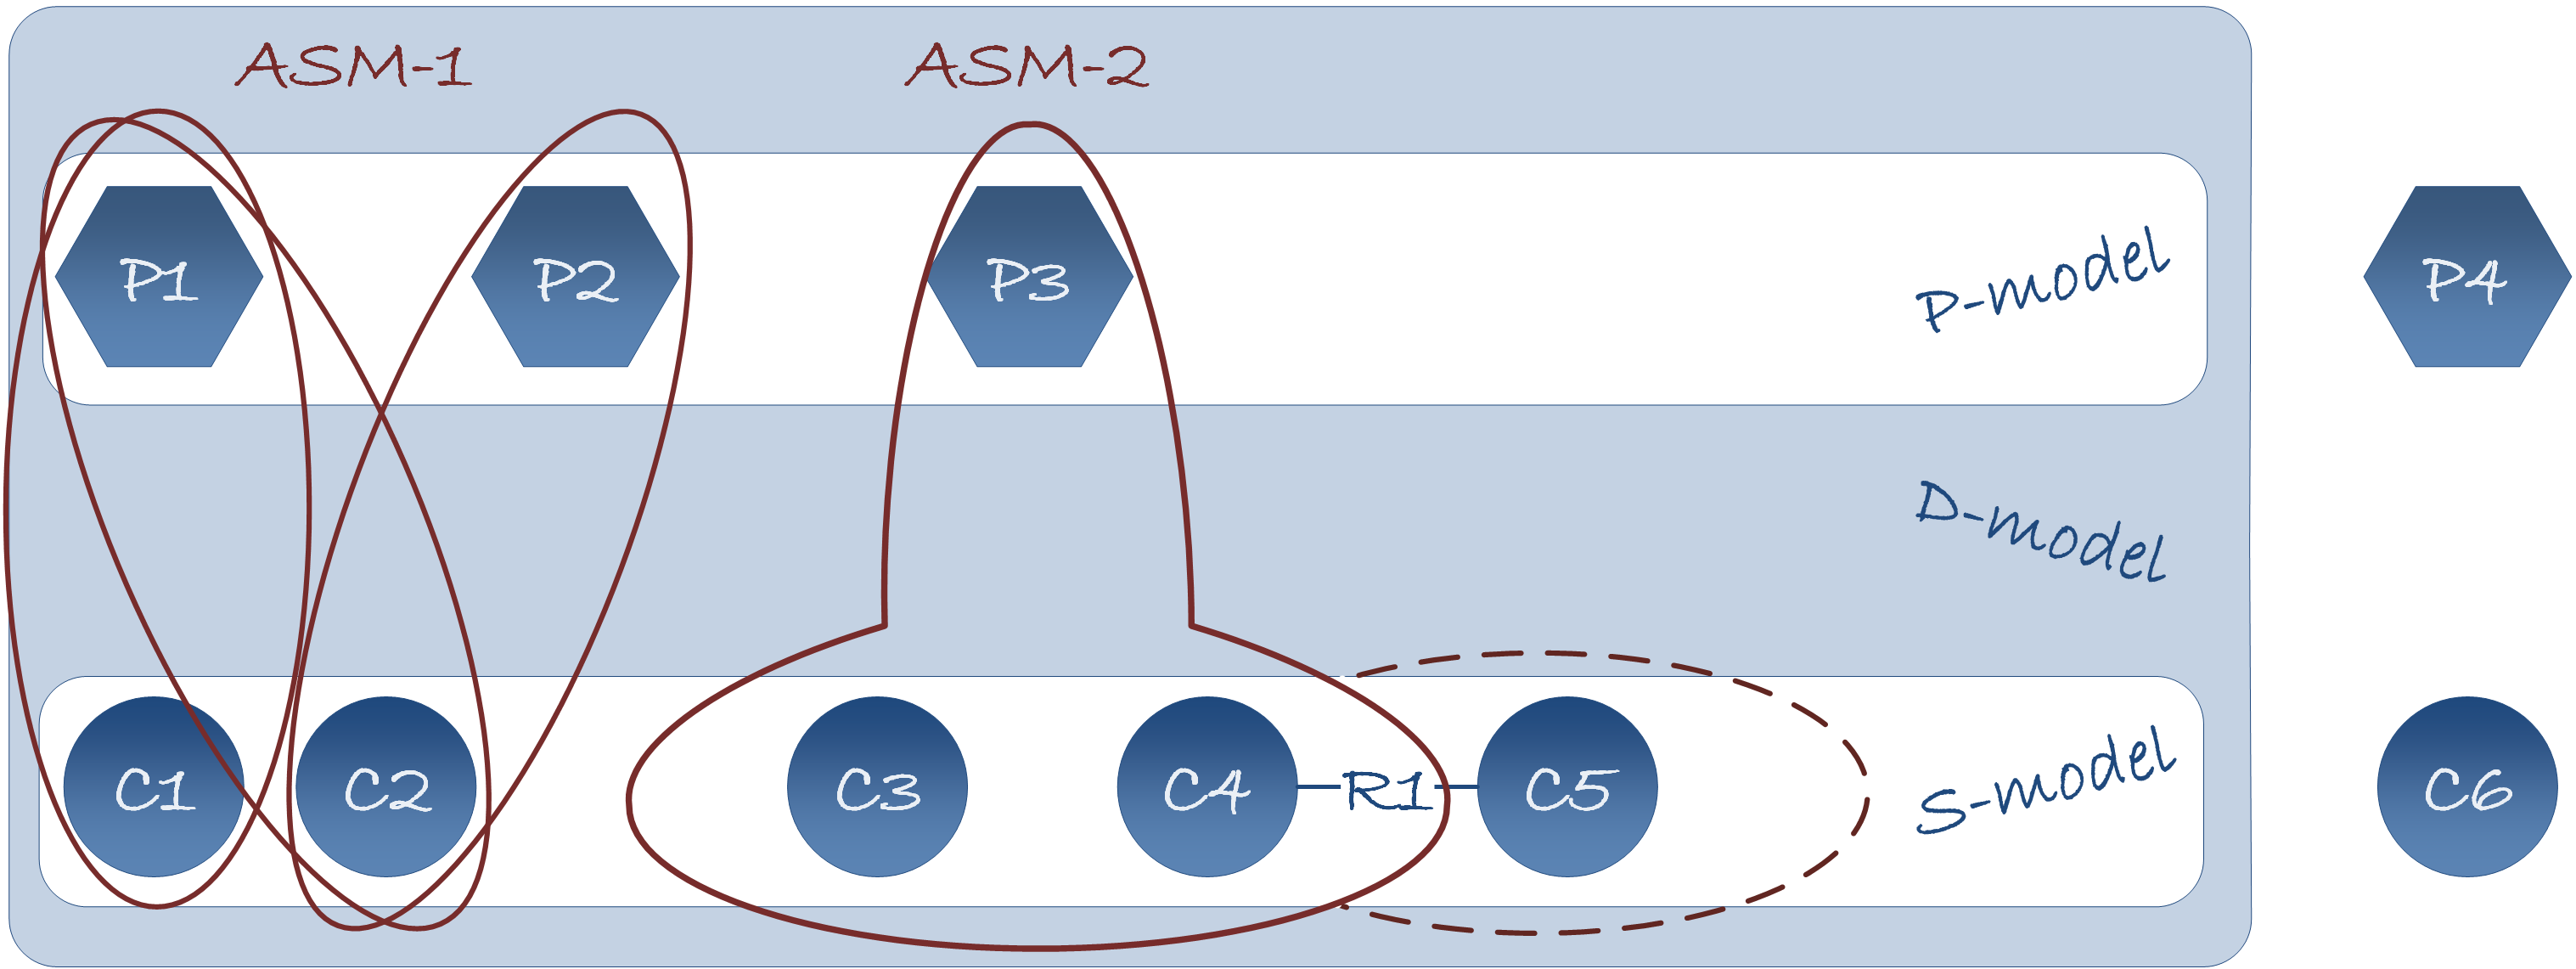 ASM-1
ASM-2
P1
P2
P3
P-model
P4
D-model
C1
C2
C3
C4
R1
C5
S-model
C6